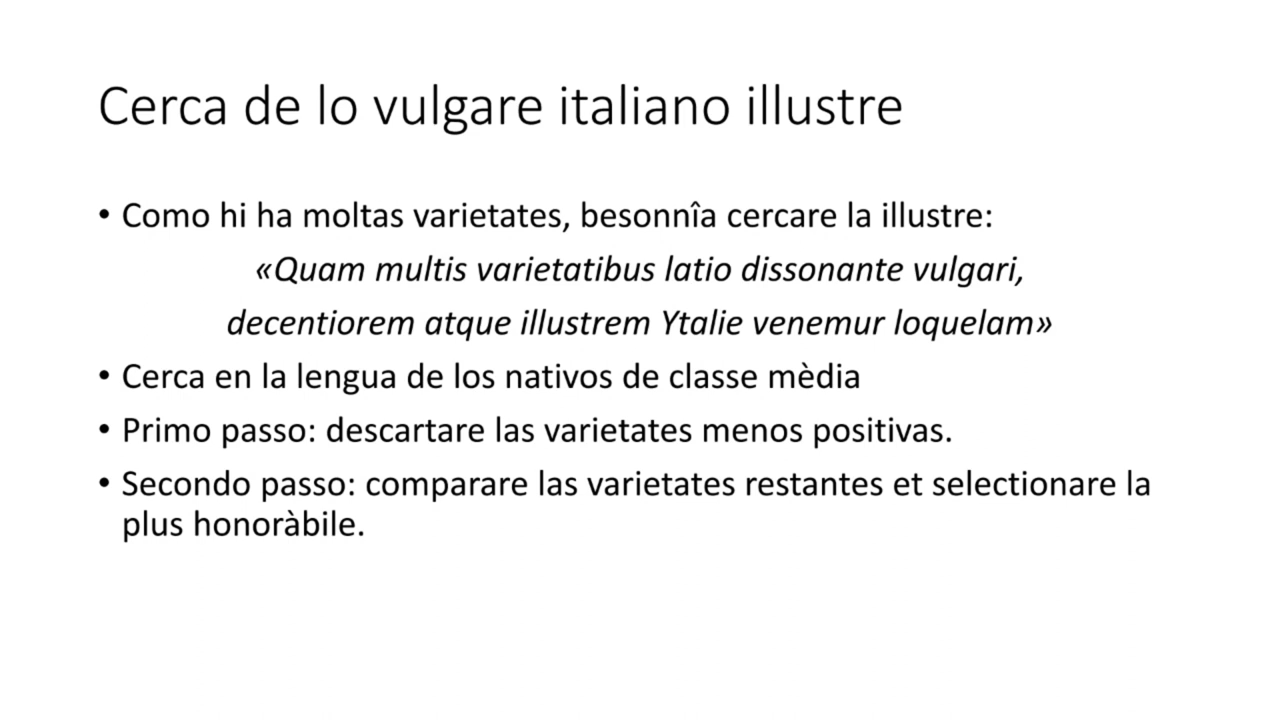 Cerca de lo vulgare italiano illustre
• Como hi ha moltas varietates, besonnîa cercare la illustre:
«Quam multis varietatibus latio dissonante vulgari,
decentiorem atque illustrem Ytalie venemur loquelam»
• Cerca en la lengua de los nativos de classe mèdia
• Primo passo: descartare las varietates menos positivas.
• Secondo passo: comparare las varietates restantes et selectionare la
plus honoràbile.